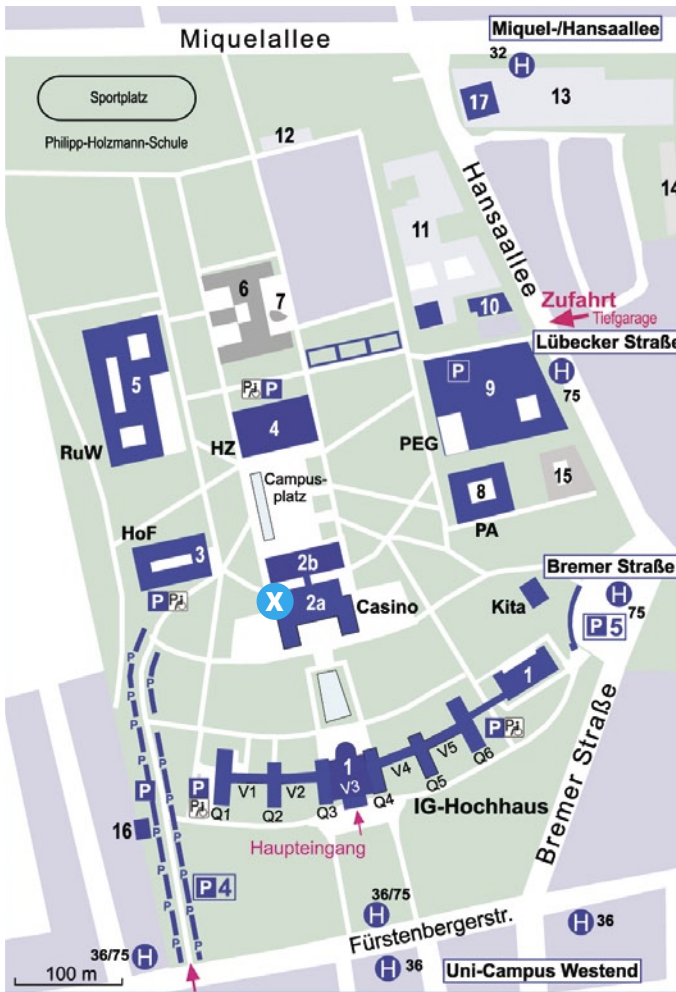 Miquelallee
Miquel-/Hansaallee
32
H
Sportplatz
17
13
Philipp-Holzmann-Schule
12
Hansaallee
14
11
6
7
10
Zufahrt
Tiefgarage
Lübecker Straße
H
75
5
P
9
P P
4
HZ
PEG
RuW
Campus-
platz
8
15
PA
HoF
3
2b
Bremer Straße
H
75
P P
X
2a
Casino
Kita
P5
1
P P
P P P P P P P P P P P P P P P
P
1
V1
V2
V3
V4
V5
Q1
Q2
Q3
Q4
Q5
Q6
P
P
IG-Hochhaus
Bremer Straße
16
Haupteingang
P4
36/75
H
Fürstenbergerstr.
H 36
36/75 H
H 36
Uni-Campus Westend
100 m